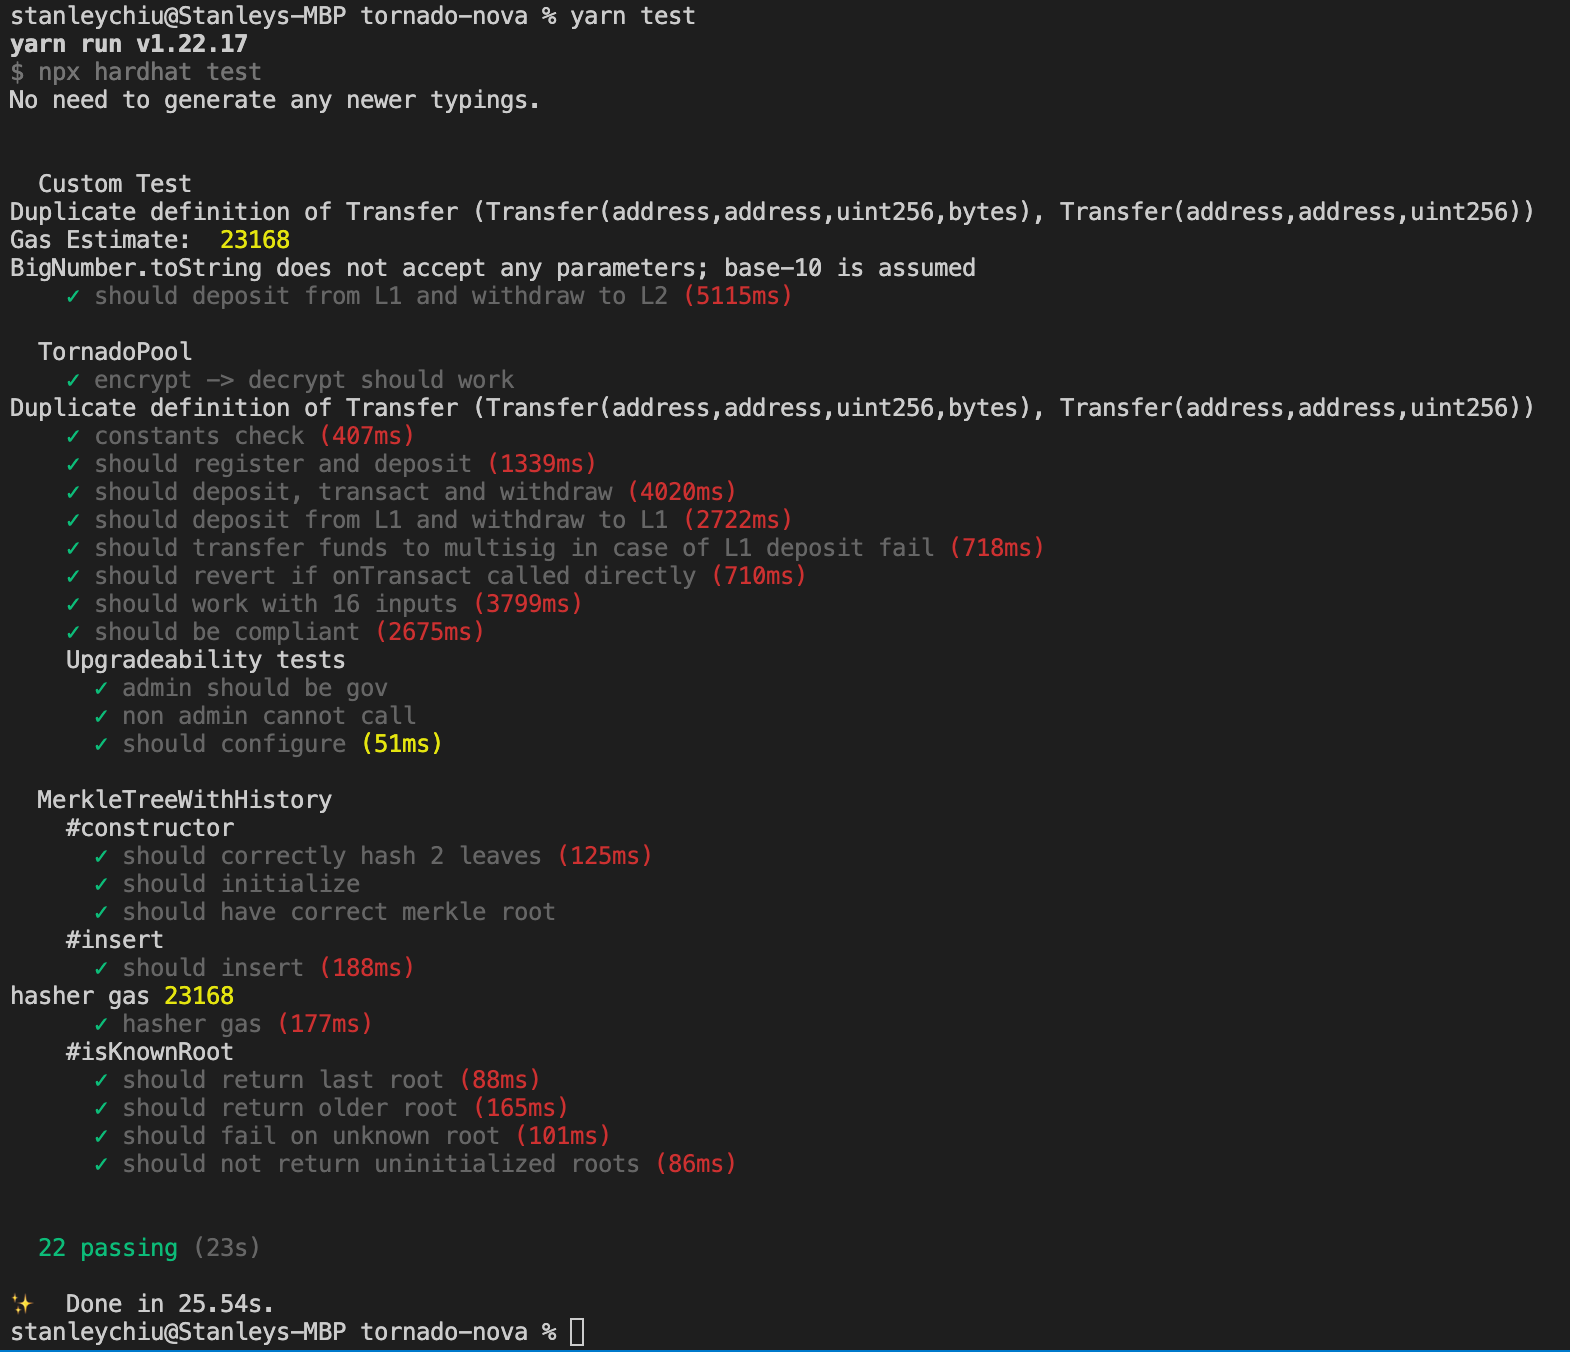 stanleychiu@Stanleys-MBP tornado-nova % yarn test
yarn run v1.22.17
$ npx hardhat test
No need to generate any newer typings.
Custom Test
Duplicate definition of Transfer (Transfer(address,address,uint256,bytes), Transfer(address,address,uint256))
Gas Estimate:  23168
BigNumber.toString does not accept any parameters; base-10 is assumed
✓ should deposit from L1 and withdraw to L2 (5115ms)
TornadoPool
✓ encrypt -> decrypt should work
Duplicate definition of Transfer (Transfer(address,address,uint256,bytes), Transfer(address,address,uint256))
✓ constants check (407ms)
✓ should register and deposit (1339ms)
✓ should deposit, transact and withdraw (4020ms)
✓ should deposit from L1 and withdraw to L1 (2722ms)
✓ should transfer funds to multisig in case of L1 deposit fail (718ms)
✓ should revert if onTransact called directly (710ms)
✓ should work with 16 inputs (3799ms)
✓ should be compliant (2675ms)
Upgradeability tests
✓ admin should be gov
✓ non admin cannot call
✓ should configure (51ms)
MerkleTreeWithHistory
#constructor
✓ should correctly hash 2 leaves (125ms)
✓ should initialize
✓ should have correct merkle root
#insert
✓ should insert (188ms)
hasher gas 23168
✓ hasher gas (177ms)
#isKnownRoot
✓ should return last root (88ms)
✓ should return older root (165ms)
✓ should fail on unknown root (101ms)
✓ should not return uninitialized roots (86ms)
22 passing (23s)
✨  Done in 25.54s.
stanleychiu@Stanleys-MBP tornado-nova %